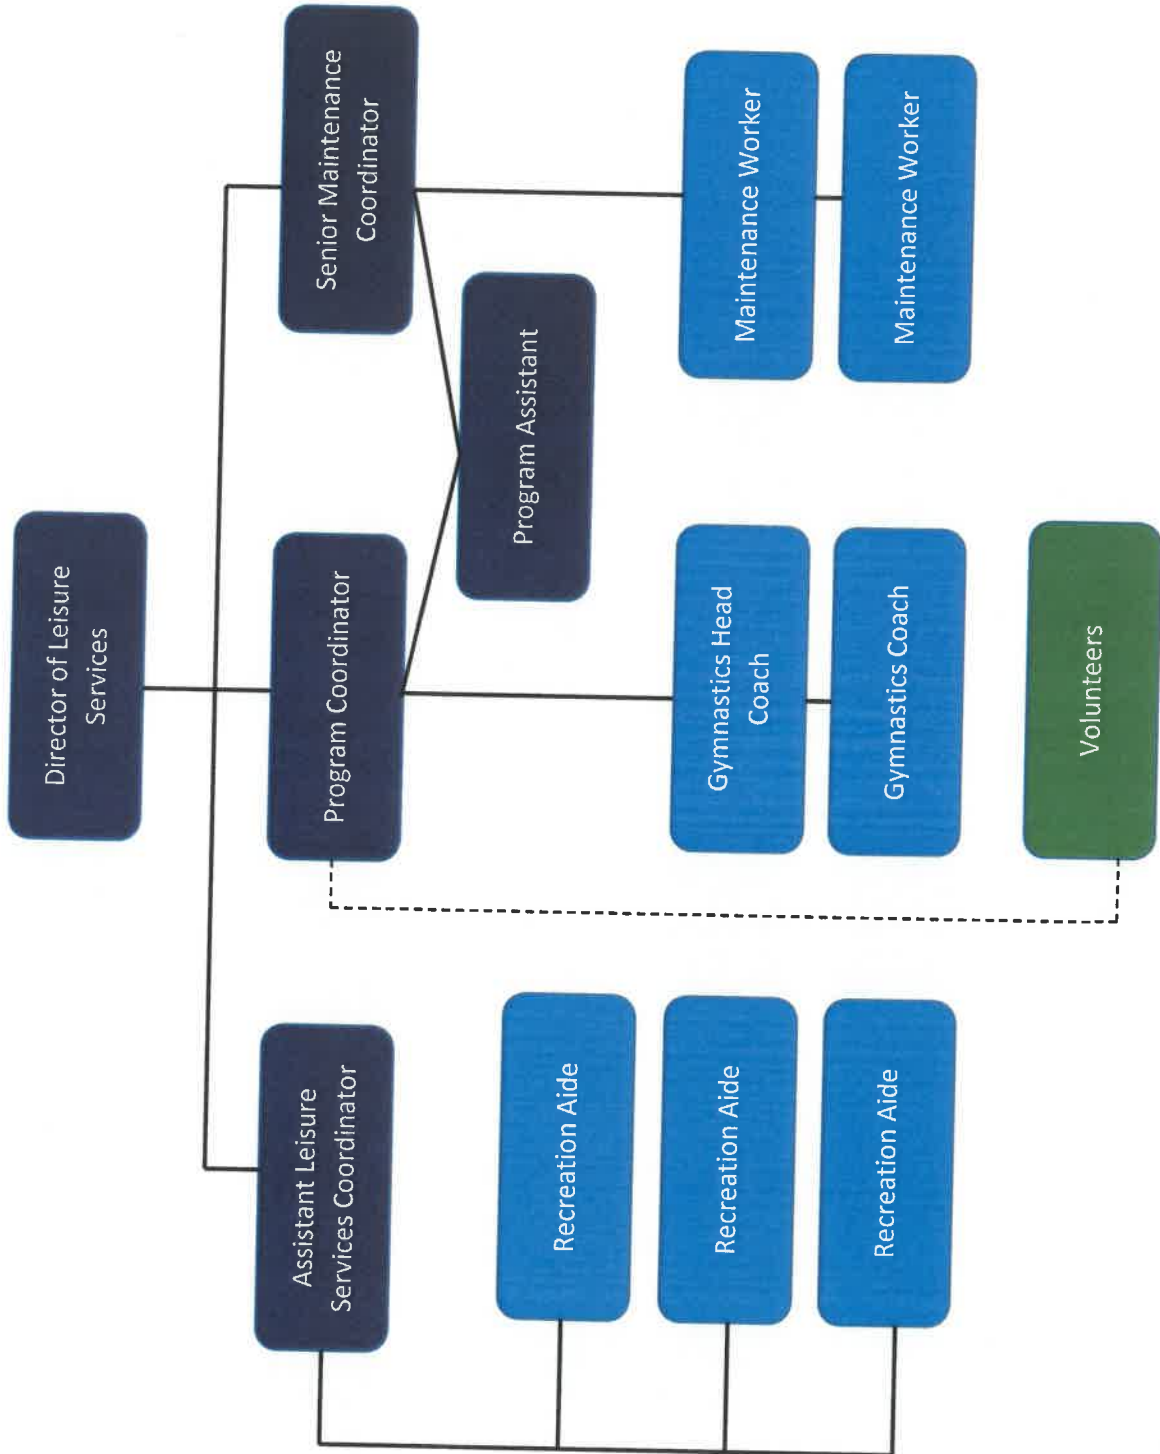 Director of Leisure
Services
Assistant Leisure
Services Coordinator
Program Coordinator
Senior Maintenance
Coordinator
Program Assistant
Recreation Aide
Recreation Aide
Recreation Aide
Gymnastics Head
Coach
Gymnastics Coach
Maintenance Worker
Maintenance Worker
Volunteers